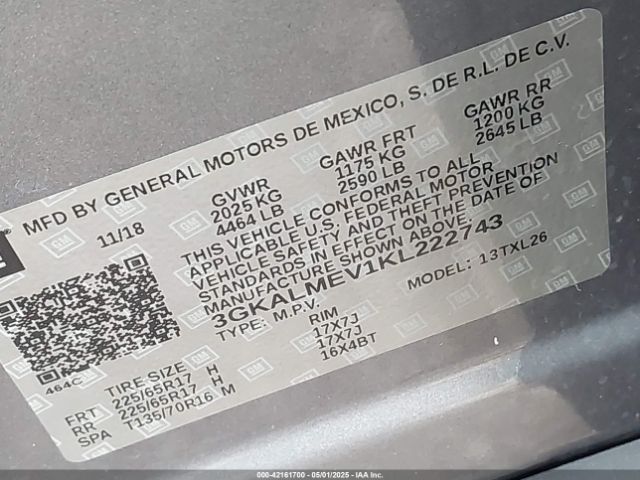 MFD BY GENERAL MOTORS DE MEXICO, S. DE R.L. DE C.V.
11/18
GVWR
2025 KG
4464 LB
GAWR FRT
1175 KG
2590 LB
GAWR RR
1200 KG
2645 LB
THIS VEHICLE CONFORMS TO ALL
APPLICABLE U.S. FEDERAL MOTOR
VEHICLE SAFETY AND THEFT PREVENTION
STANDARDS IN EFFECT ON THE DATE OF
MANUFACTURE SHOWN ABOVE.
3GKALMEV1KL222743
TYPE: M.P.V.
MODEL: 13TXL26
464C
TIRE SIZE
RIM
FRT 225/65R17 H 17X7J
RR 225/65R17 H 17X7J
SPA T135/70R16 M 16X4BT
000-42161700 - 05/01/2025 - IAA Inc.